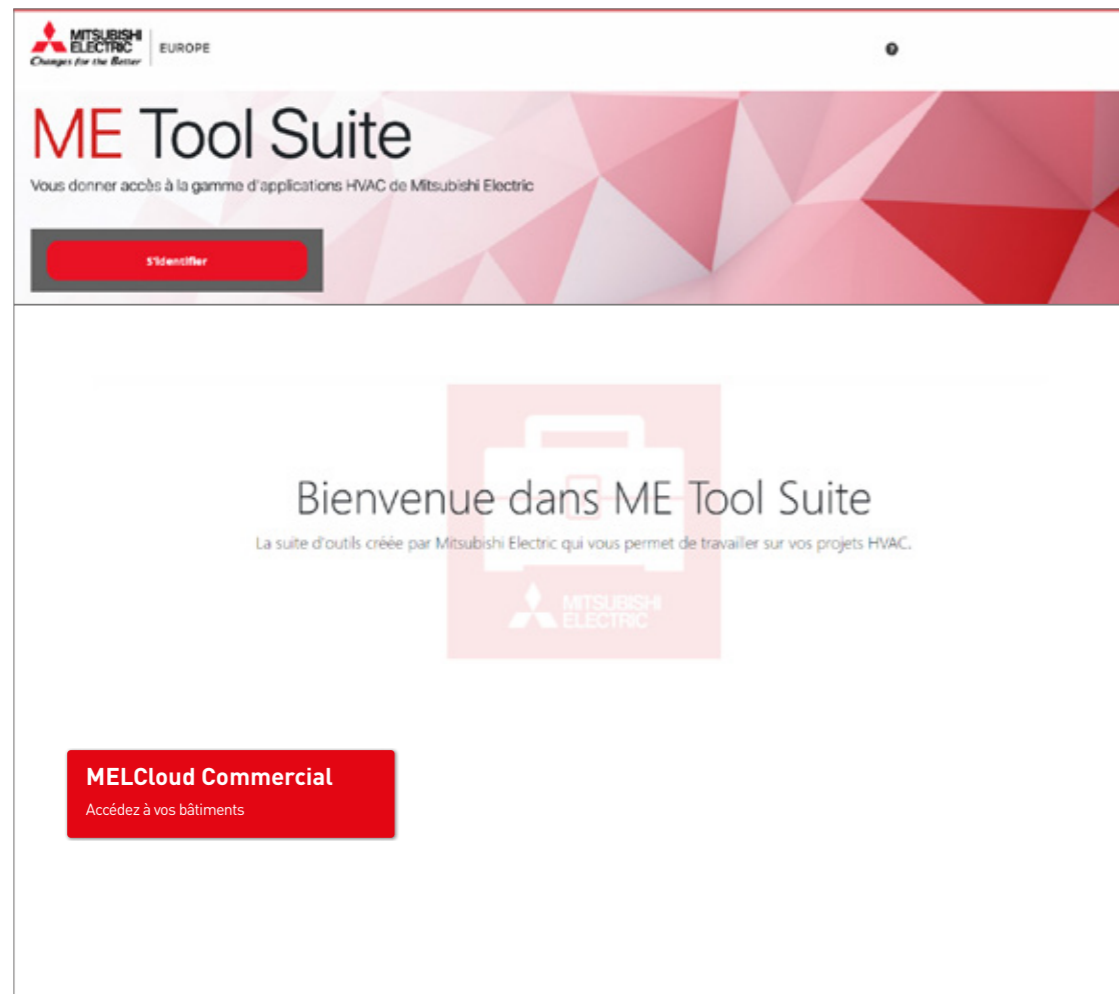 MITSUBISHI
ELECTRIC
Changes for the Better
EUROPE
ME Tool Suite
Vous donner accès à la gamme d'applications HVAC de Mitsubishi Electric
S'identifier
Bienvenue dans ME Tool Suite
La suite d'outils créée par Mitsubishi Electric qui vous permet de travailler sur vos projets HVAC.
MITSUBISHI
ELECTRIC
MELCloud Commercial
Accédez à vos bâtiments